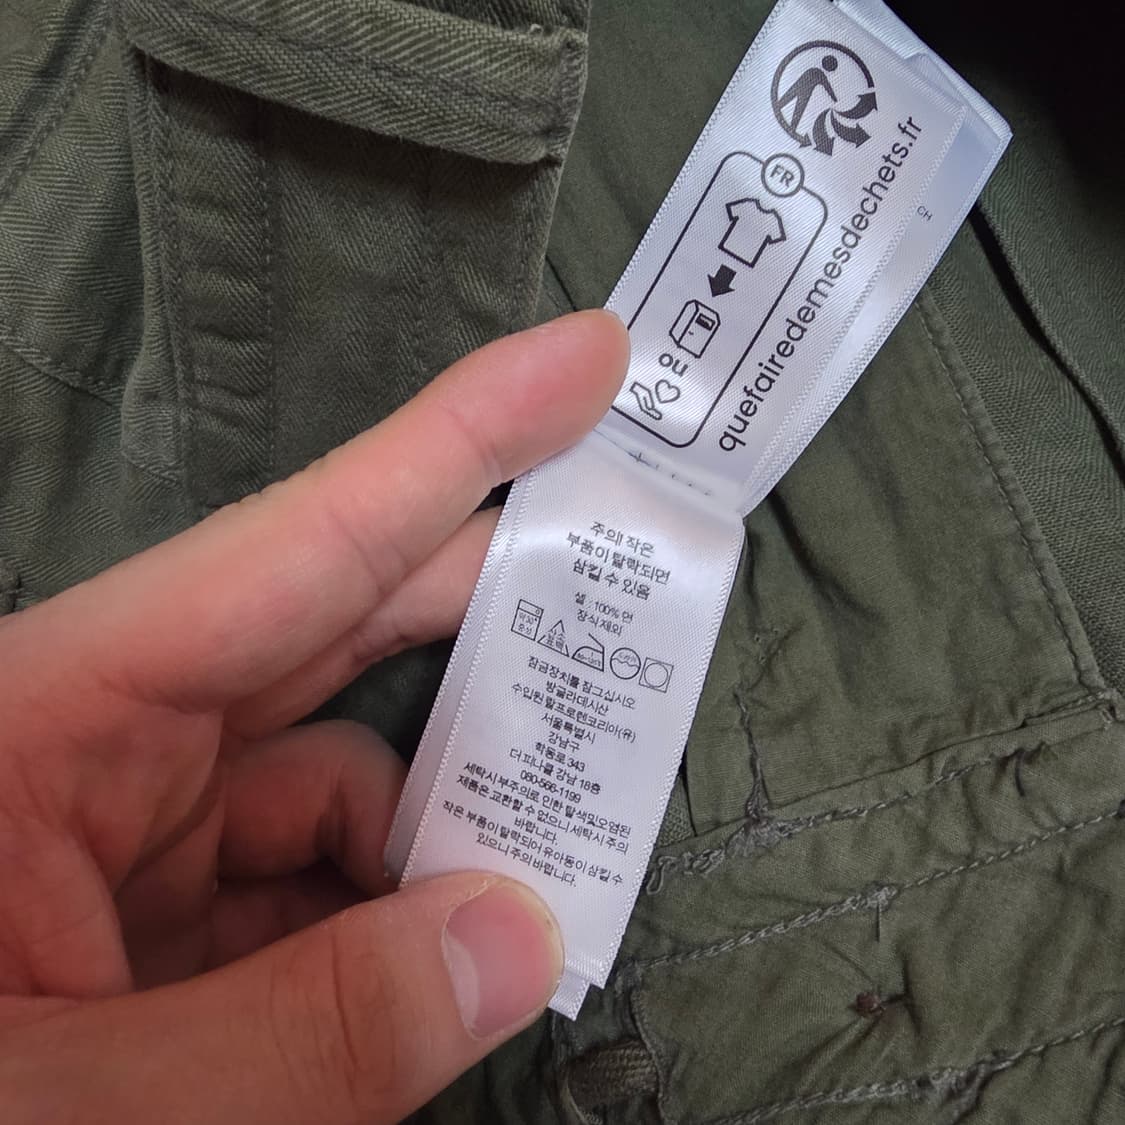 FR
ou
quefairedemesdechets.fr
CH
주의! 작은
부품이 탈락되면
삼킬 수 있음
쉘 : 100% 면
장식 제외
약 30°
중성
잠금장치를 잠그십시오
방글라데시산
수입원 랄프로렌코리아(유)
서울특별시
강남구
학동로 343
더 피나클 강남 18층
080-566-1199
세탁시 부주의로 인한 탈색및오염된
제품은 교환할 수 없으니 세탁시 주의
바랍니다.
작은 부품이 탈락되어 유아동이 삼킬 수
있으니 주의 바랍니다.